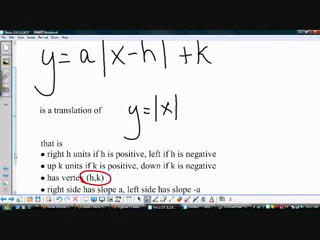 y=a|x-h|+k
is a translation of
y=|x|
that is
• right h units if h is positive, left if h is negative
• up k units if k is positive, down if k is negative
• has vertex (h,k)
• right side has slope a, left side has slope -a